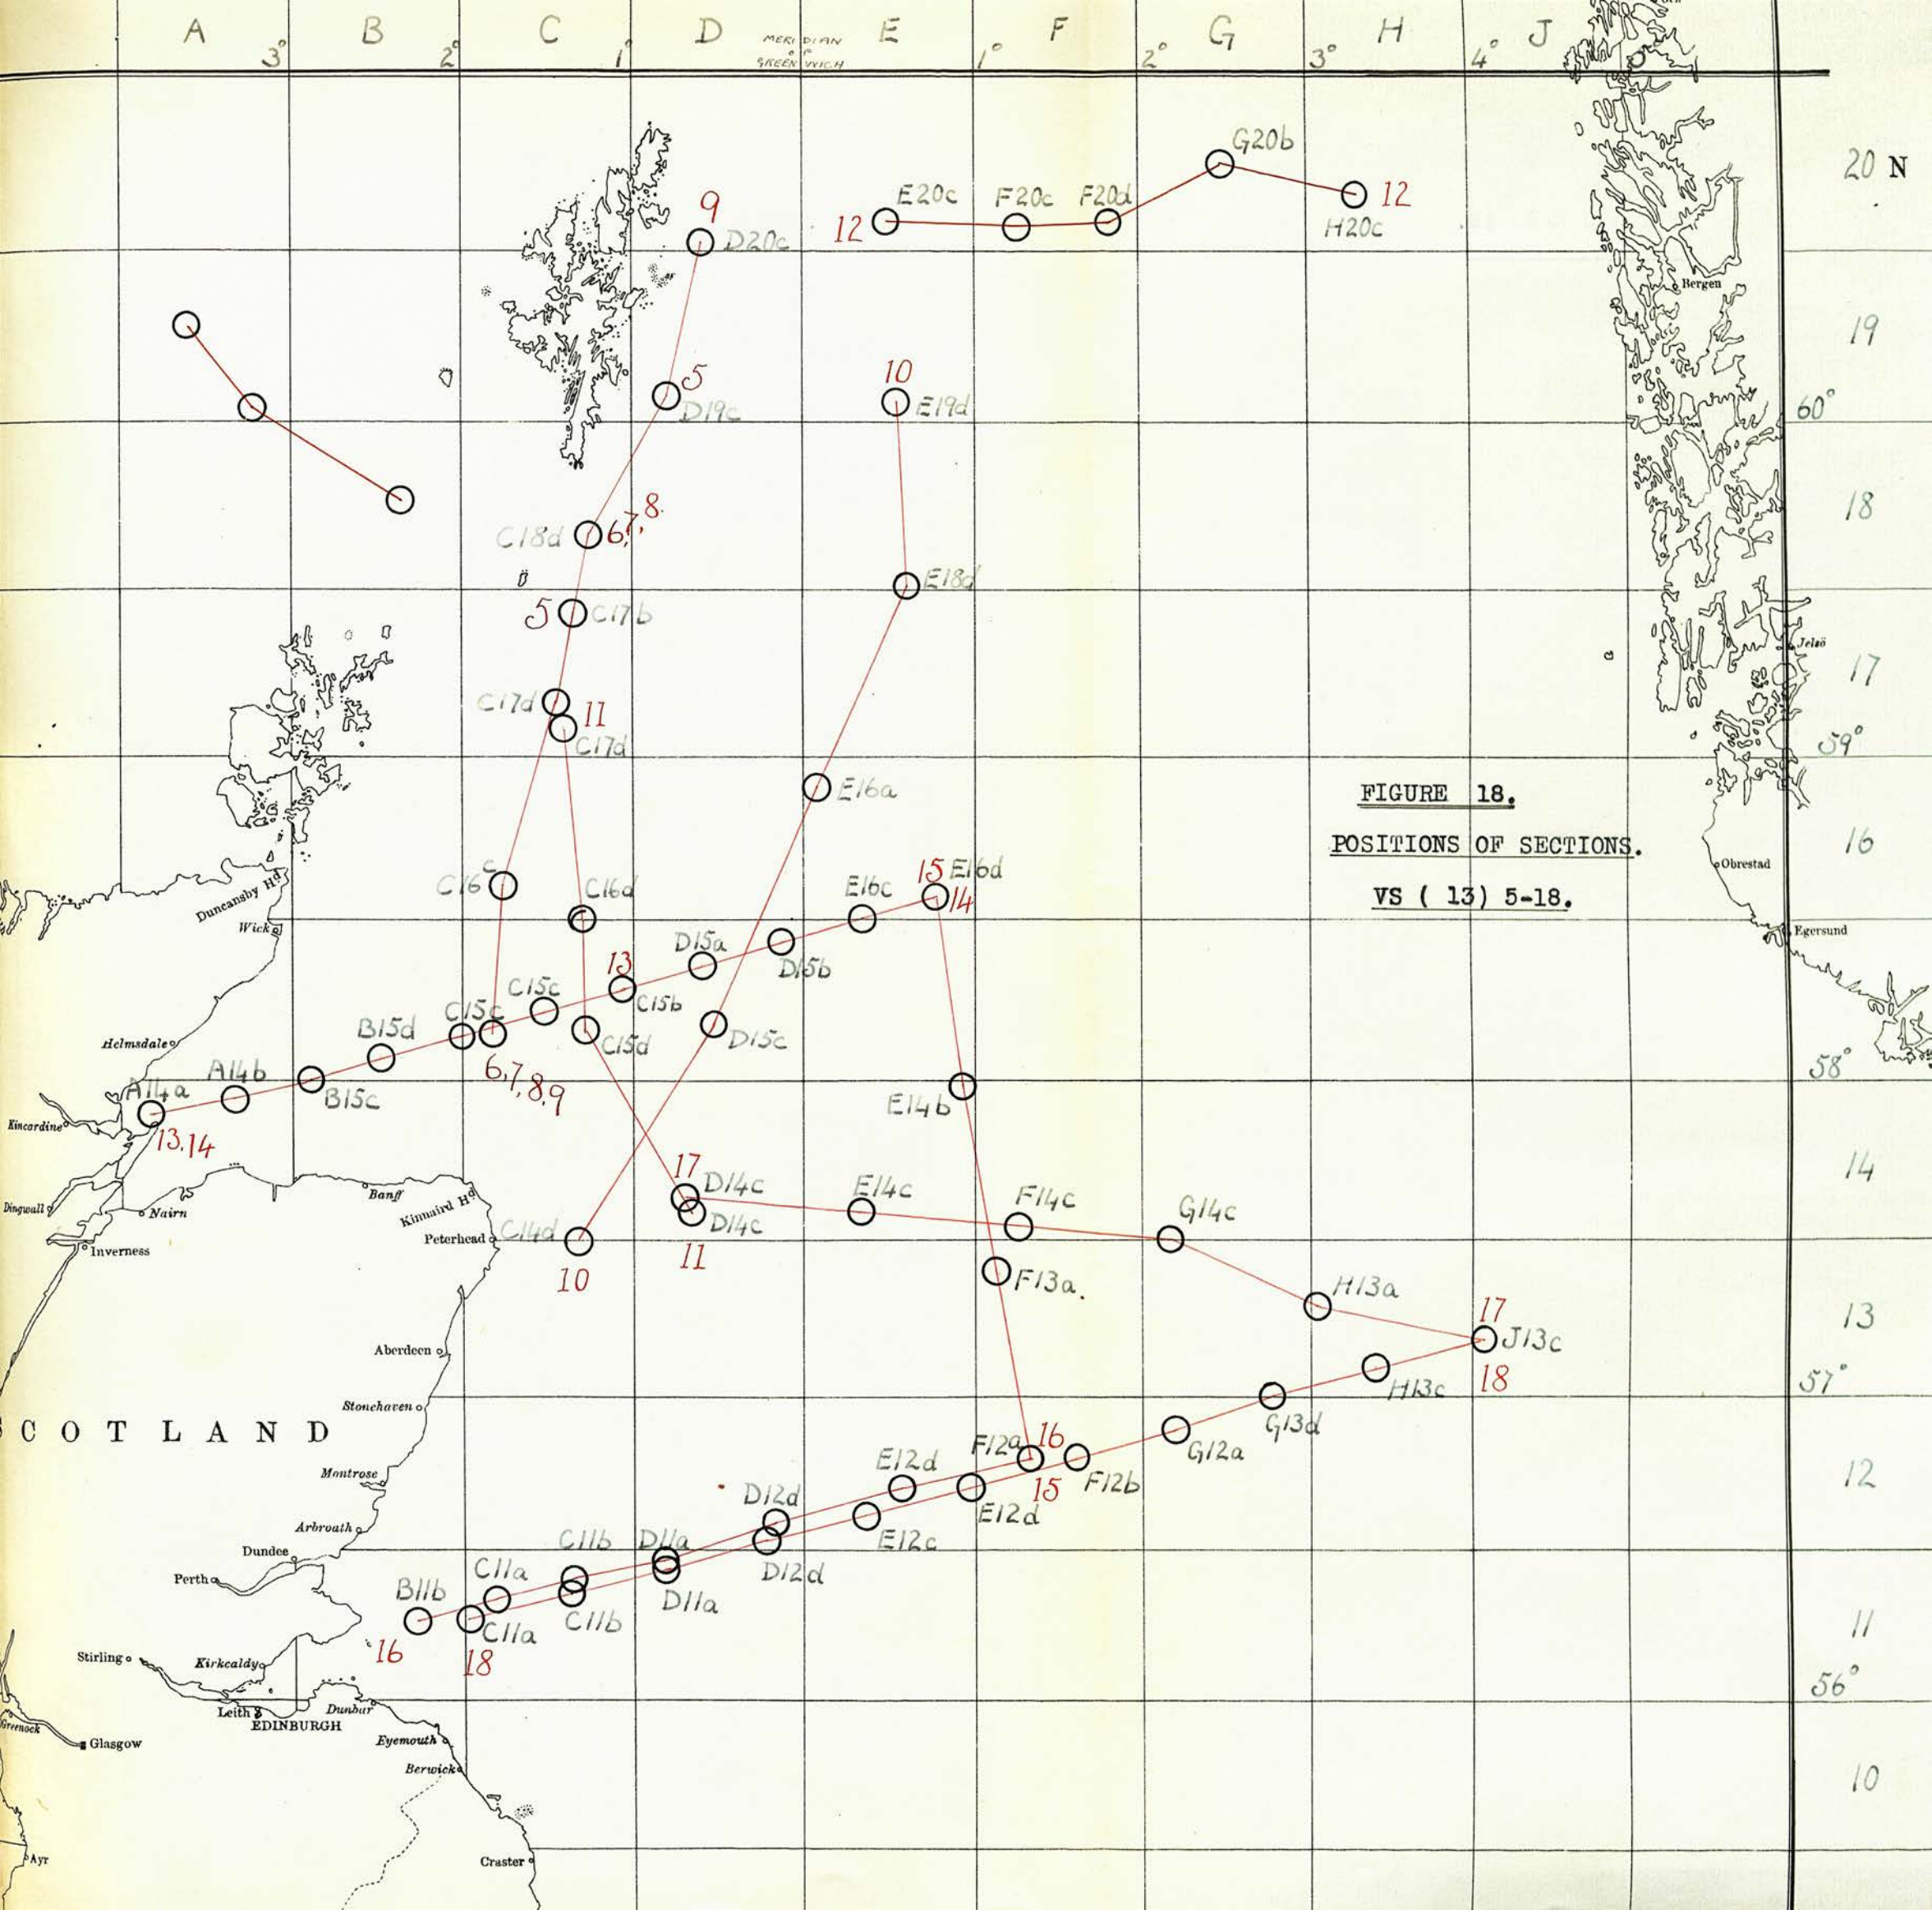 A B C D E F G H J
3° 2° 1° 1° 2° 3° 4°
MERIDIAN
OF
GREENWICH
G20b
20 N
E20c F20c F20d
9
12
12
H20c
D20c
Bergen
19
10
5
E19d
D19c
60°
6,7,8.
18
C18d
E18d
5
C17b
Jelsö
17
C17d
11
C17d
59°
E16a
FIGURE 18.
POSITIONS OF SECTIONS.
VS ( 13) 5-18.
16
Obrestad
15 E16d
14
E16c
C16c
C16d
Duncansby Hd
Wick
Egersund
D15a
D15b
13
C15c
C15b
C15c
B15d
D15c
C15d
Helmsdale
58°
6,7,8,9
A14b
A14a
B15c
E14b
Kincardine
13.14
17
D14c
E14c
F14c
G14c
14
Banff
Kinnaird Hd
Dingwall
Nairn
D14c
C14d
Peterhead
Inverness
11
10
F13a.
H13a
17
13
J13c
Aberdeen
H13c
18
57°
Stonehaven
G13d
SCOTLAND
F12a 16
G12a
E12d
15
F12b
12
Montrose
D12d
E12d
Arbroath
E12c
C11b
D11a
Dundee
D12d
Perth
C11a
B11b
D11a
C11b
C11a
11
16
18
Stirling
Kirkcaldy
56°
Leith
Dunbar
EDINBURGH
Greenock
Glasgow
Eyemouth
Berwick
10
Ayr
Craster